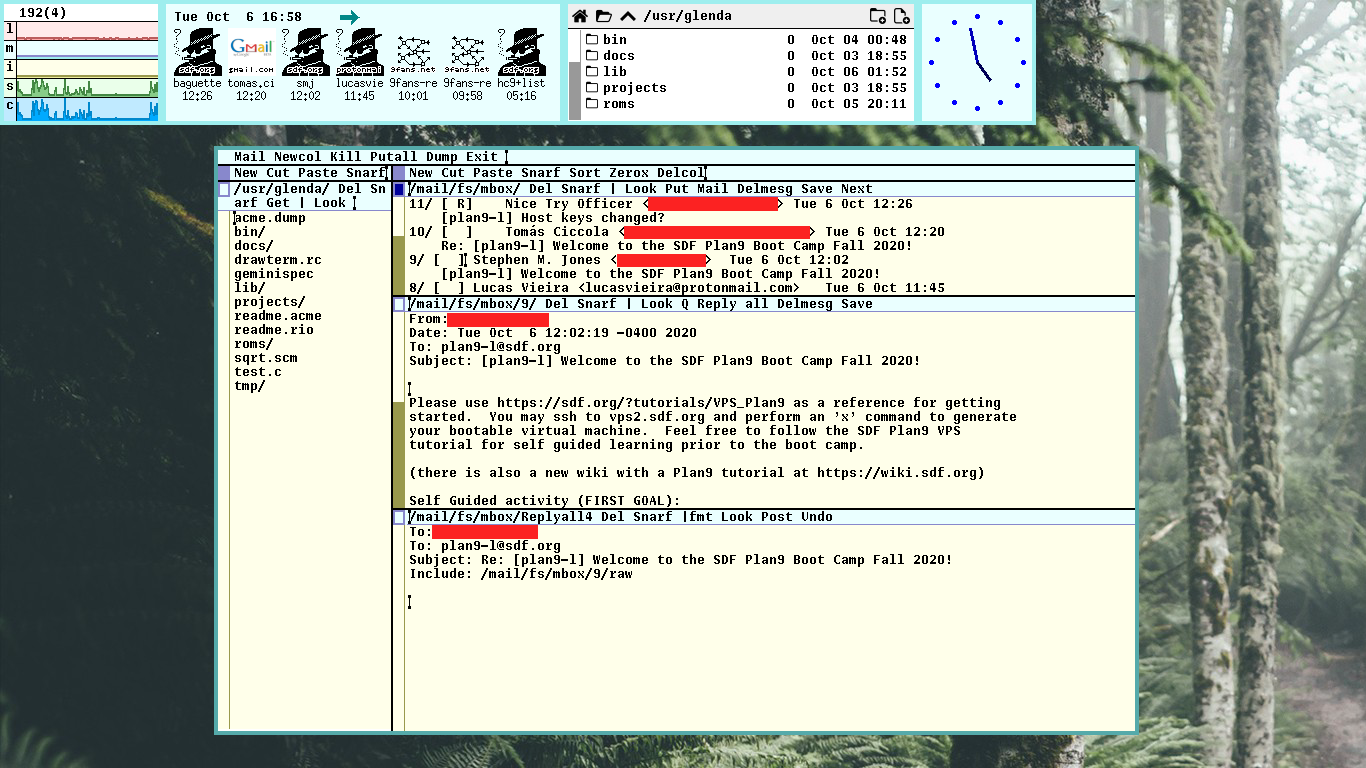 192(4)
l
m
i
s
c
Tue Oct 6 16:58
sdf.org
Gmail
gmail.com
sdf.org
protonmail
9fans.net
9fans.net
sdf.org
baguette tomas.ci smj lucasvie 9fans-re 9fans-re hc9+list
12:26 12:20 12:02 11:45 10:01 09:58 05:16
/usr/glenda
bin 0 Oct 04 00:48
docs 0 Oct 03 18:55
lib 0 Oct 06 01:52
projects 0 Oct 03 18:55
roms 0 Oct 05 20:11
Mail Newcol Kill Putall Dump Exit
New Cut Paste Snarf
/usr/glenda/ Del Sn
arf Get | Look
acme.dump
bin/
docs/
drawterm.rc
geminispec
lib/
projects/
readme.acme
readme.rio
roms/
sqrt.scm
test.c
tmp/
New Cut Paste Snarf Sort Zerox Delcol
/mail/fs/mbox/ Del Snarf | Look Put Mail Delmesg Save Next
11/ [ R] Nice Try Officer < > Tue 6 Oct 12:26
[plan9-l] Host keys changed?
10/ [ ] Tomás Ciccola < > Tue 6 Oct 12:20
Re: [plan9-l] Welcome to the SDF Plan9 Boot Camp Fall 2020!
9/ [ ] Stephen M. Jones < > Tue 6 Oct 12:02
[plan9-l] Welcome to the SDF Plan9 Boot Camp Fall 2020!
8/ [ ] Lucas Vieira <lucasvieira@protonmail.com> Tue 6 Oct 11:45
/mail/fs/mbox/9/ Del Snarf | Look Q Reply all Delmesg Save
From:
Date: Tue Oct 6 12:02:19 -0400 2020
To: plan9-l@sdf.org
Subject: [plan9-l] Welcome to the SDF Plan9 Boot Camp Fall 2020!
Please use https://sdf.org/?tutorials/VPS_Plan9 as a reference for getting
started. You may ssh to vps2.sdf.org and perform an 'x' command to generate
your bootable virtual machine. Feel free to follow the SDF Plan9 VPS
tutorial for self guided learning prior to the boot camp.
(there is also a new wiki with a Plan9 tutorial at https://wiki.sdf.org)
Self Guided activity (FIRST GOAL):
/mail/fs/mbox/Replyall4 Del Snarf |fmt Look Post Undo
To:
To: plan9-l@sdf.org
Subject: Re: [plan9-l] Welcome to the SDF Plan9 Boot Camp Fall 2020!
Include: /mail/fs/mbox/9/raw